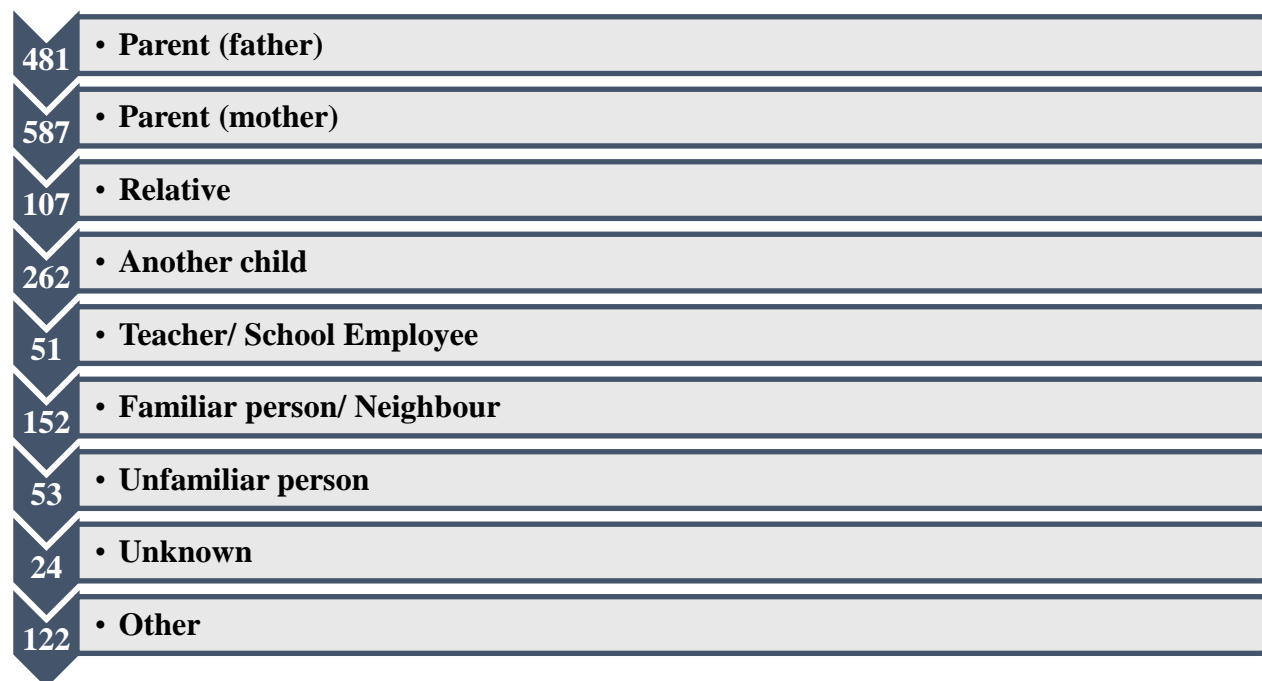 481 • Parent (father)
587 • Parent (mother)
107 • Relative
262 • Another child
51 • Teacher/ School Employee
152 • Familiar person/ Neighbour
53 • Unfamiliar person
24 • Unknown
122 • Other